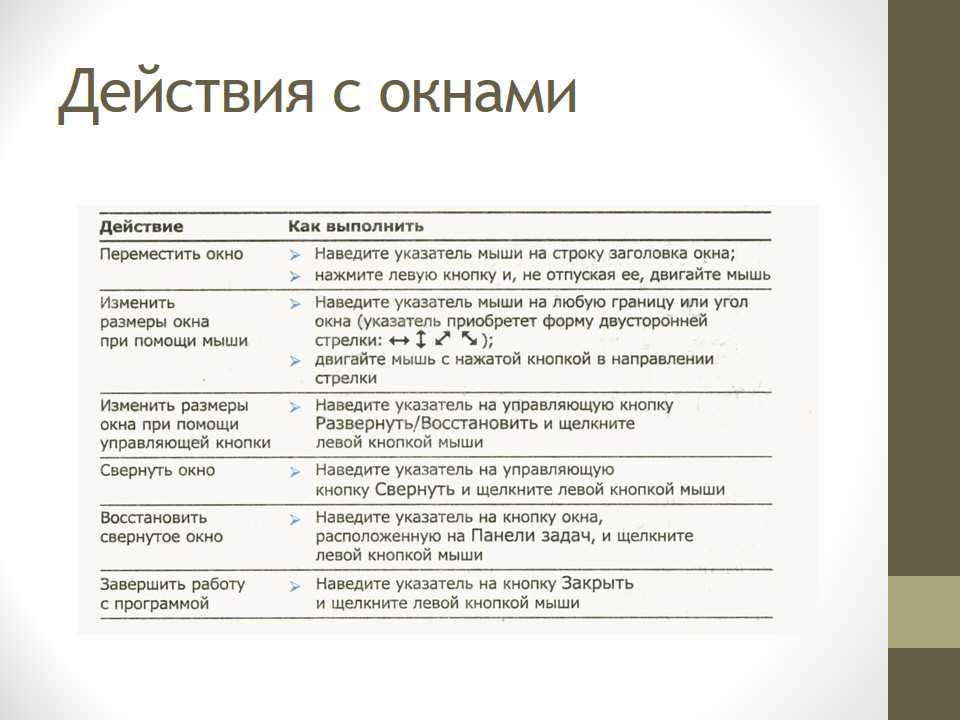 Действия с окнами
Действие Как выполнить
Переместить окно ➢ Наведите указатель мыши на строку заголовка окна;
➢ нажмите левую кнопку и, не отпуская ее, двигайте мышь
Изменить
размеры окна
при помощи мыши
➢ Наведите указатель мыши на любую границу или угол
окна (указатель приобретет форму двусторонней
стрелки: ↔ ↕ ⤢ ⤡ );
➢ двигайте мышь с нажатой кнопкой в направлении
стрелки
Изменить размеры
окна при помощи
управляющей кнопки
➢ Наведите указатель на управляющую кнопку
Развернуть/Восстановить и щелкните
левой кнопкой мыши
Свернуть окно
➢ Наведите указатель на управляющую
кнопку Свернуть и щелкните левой кнопкой мыши
Восстановить
свернутое окно
➢ Наведите указатель на кнопку окна,
расположенную на Панели задач, и щелкните
левой кнопкой мыши
Завершить работу
с программой
➢ Наведите указатель на кнопку Закрыть
и щелкните левой кнопкой мыши